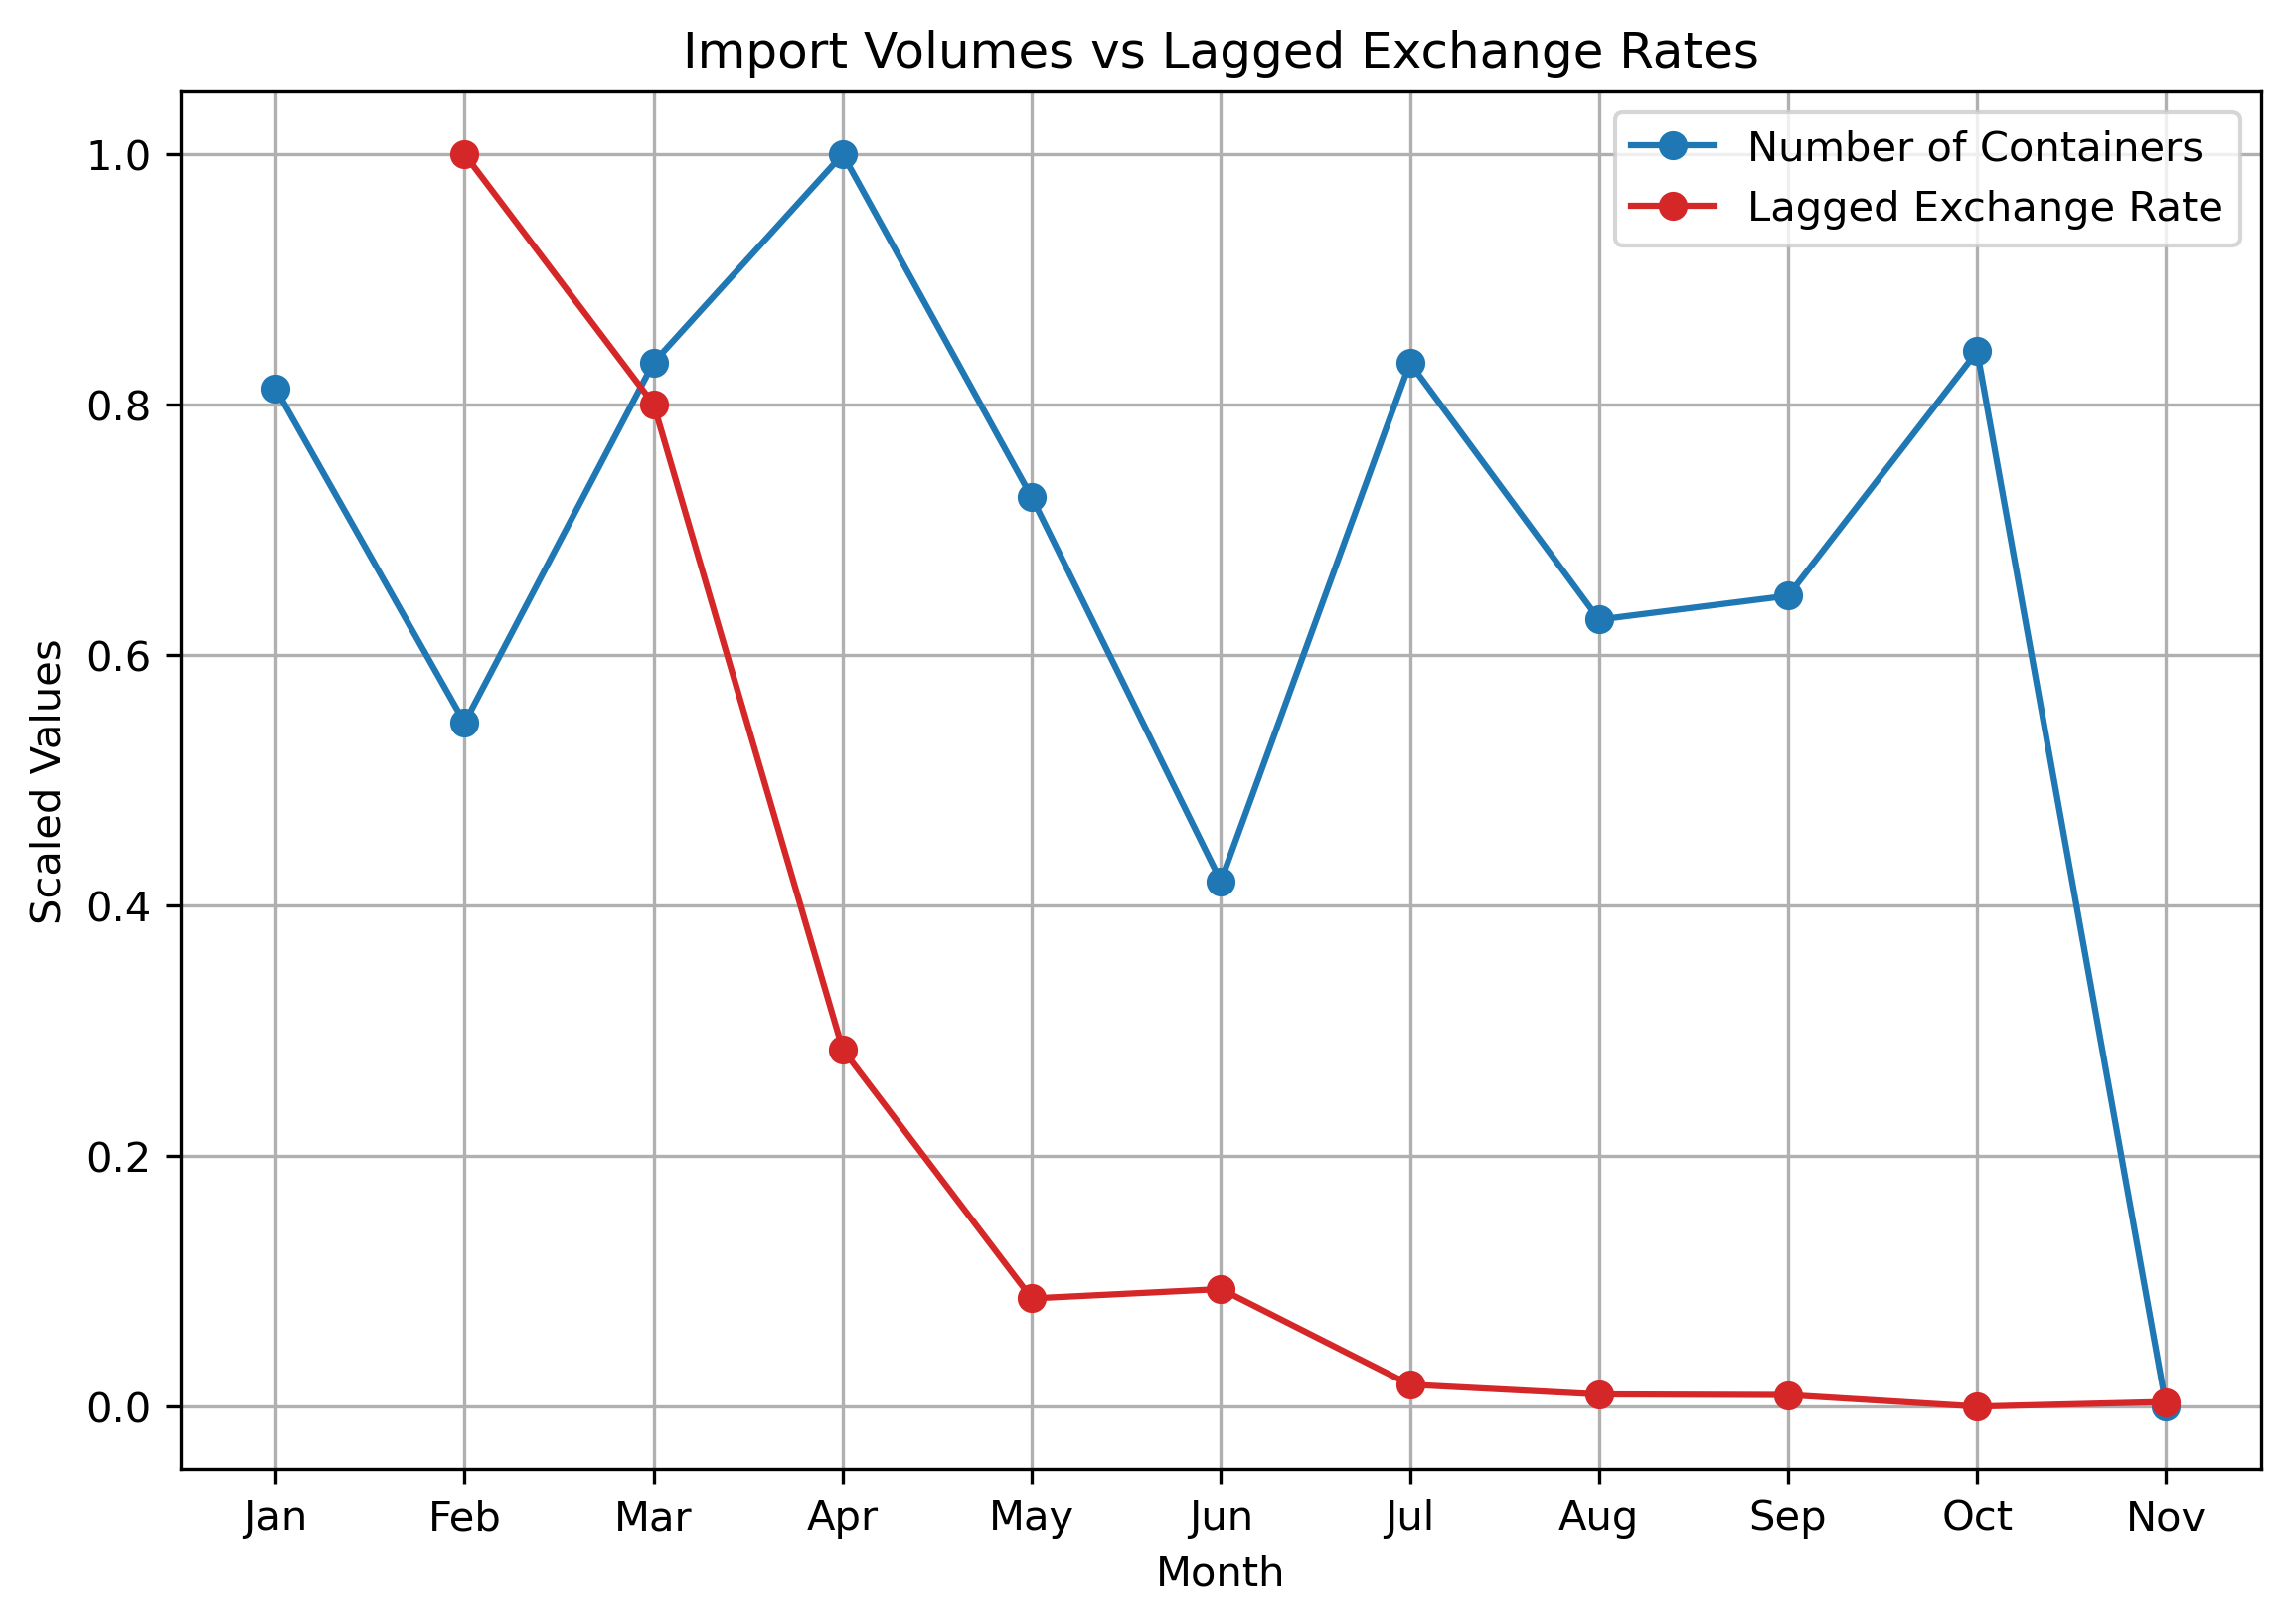 Import Volumes vs Lagged Exchange Rates
Number of Containers
Lagged Exchange Rate
Scaled Values
1.0
0.8
0.6
0.4
0.2
0.0
Jan Feb Mar Apr May Jun Jul Aug Sep Oct Nov
Month